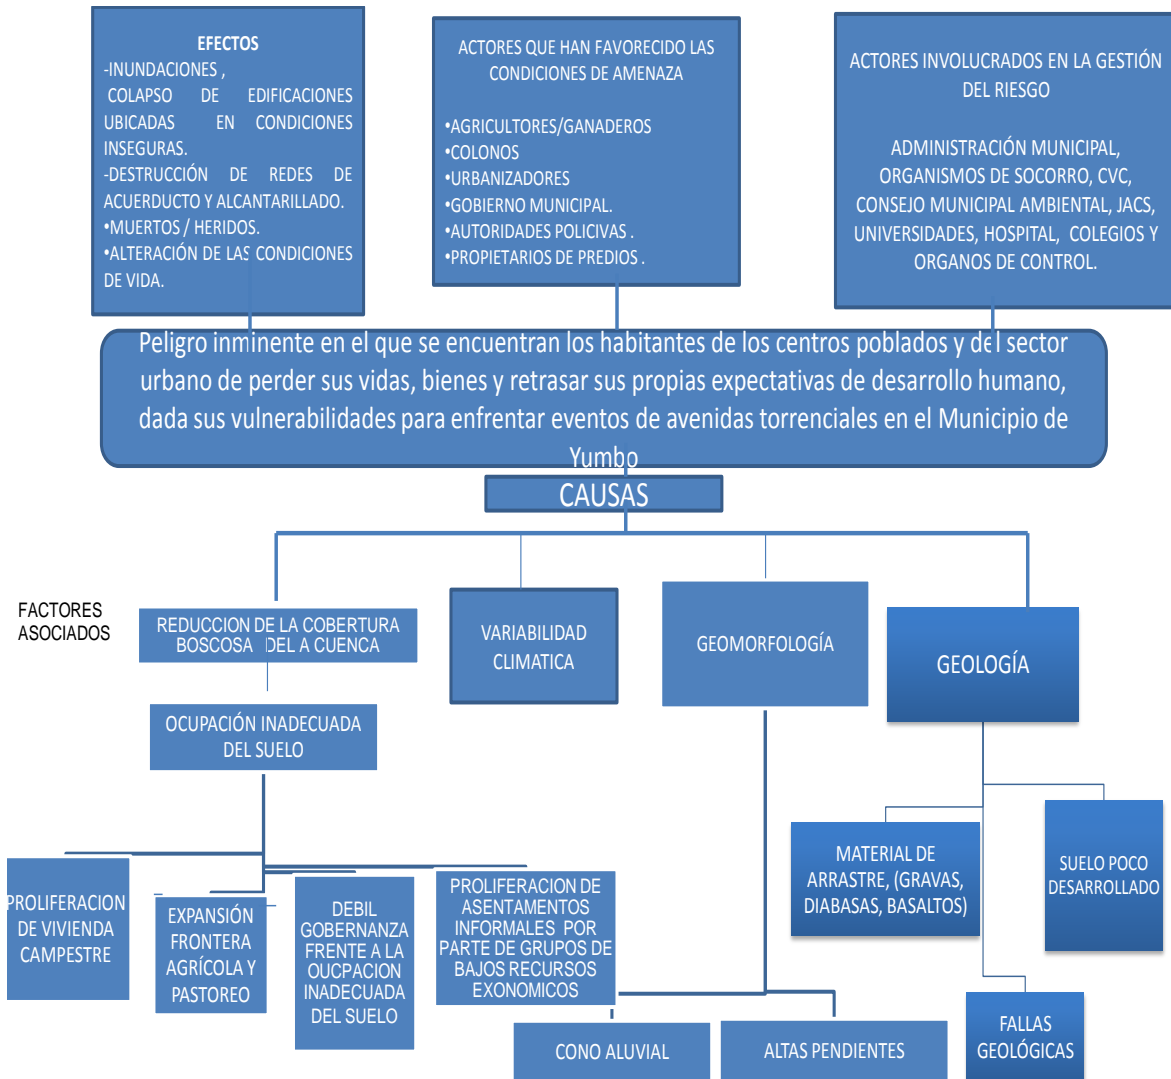 EFECTOS
-INUNDACIONES ,
COLAPSO DE EDIFICACIONES
UBICADAS EN CONDICIONES
INSEGURAS.
-DESTRUCCIÓN DE REDES DE
ACUERDUCTO Y ALCANTARILLADO.
•MUERTOS / HERIDOS.
•ALTERACIÓN DE LAS CONDICIONES
DE VIDA.
ACTORES QUE HAN FAVORECIDO LAS
CONDICIONES DE AMENAZA
•AGRICULTORES/GANADEROS
•COLONOS
•URBANIZADORES
•GOBIERNO MUNICIPAL.
•AUTORIDADES POLICIVAS .
•PROPIETARIOS DE PREDIOS .
ACTORES INVOLUCRADOS EN LA GESTIÓN
DEL RIESGO
ADMINISTRACIÓN MUNICIPAL,
ORGANISMOS DE SOCORRO, CVC,
CONSEJO MUNICIPAL AMBIENTAL, JACS,
UNIVERSIDADES, HOSPITAL, COLEGIOS Y
ORGANOS DE CONTROL.
Peligro inminente en el que se encuentran los habitantes de los centros poblados y del sector
urbano de perder sus vidas, bienes y retrasar sus propias expectativas de desarrollo humano,
dada sus vulnerabilidades para enfrentar eventos de avenidas torrenciales en el Municipio de
Yumbo
CAUSAS
FACTORES
ASOCIADOS
REDUCCION DE LA COBERTURA
BOSCOSA DEL A CUENCA
VARIABILIDAD
CLIMATICA
GEOMORFOLOGÍA
GEOLOGÍA
OCUPACIÓN INADECUADA
DEL SUELO
PROLIFERACION
DE VIVIENDA
CAMPESTRE
EXPANSIÓN
FRONTERA
AGRÍCOLA Y
PASTOREO
DEBIL
GOBERNANZA
FRENTE A LA
OUCPACION
INADECUADA
DEL SUELO
PROLIFERACION DE
ASENTAMENTOS
INFORMALES POR
PARTE DE GRUPOS DE
BAJOS RECURSOS
EXONOMICOS
MATERIAL DE
ARRASTRE, (GRAVAS,
DIABASAS, BASALTOS)
SUELO POCO
DESARROLLADO
CONO ALUVIAL
ALTAS PENDIENTES
FALLAS
GEOLÓGICAS